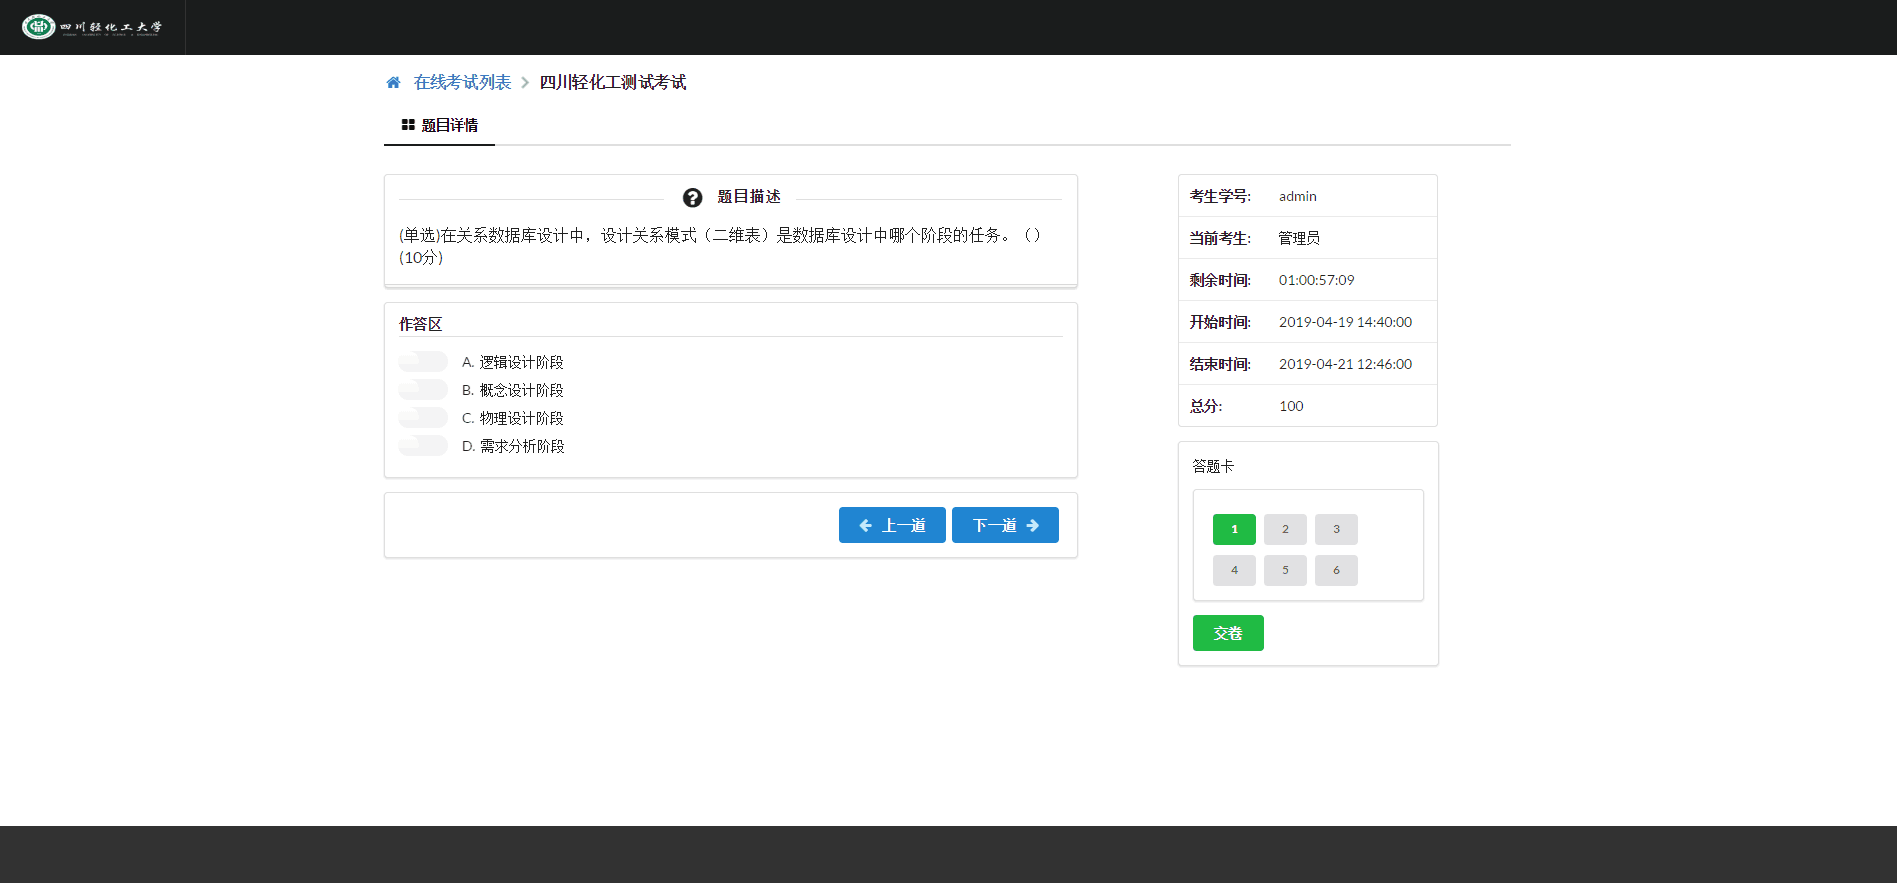 四川轻化工大学
在线考试列表 四川轻化工测试考试
题目详情
题目描述
(单选)在关系数据库设计中，设计关系模式（二维表）是数据库设计中哪个阶段的任务。（）
(10分)
作答区
A. 逻辑设计阶段
B. 概念设计阶段
C. 物理设计阶段
D. 需求分析阶段
上一道 下一道
考生学号: admin
当前考生: 管理员
剩余时间: 01:00:57:09
开始时间: 2019-04-19 14:40:00
结束时间: 2019-04-21 12:46:00
总分: 100
答题卡
1 2 3
4 5 6
交卷